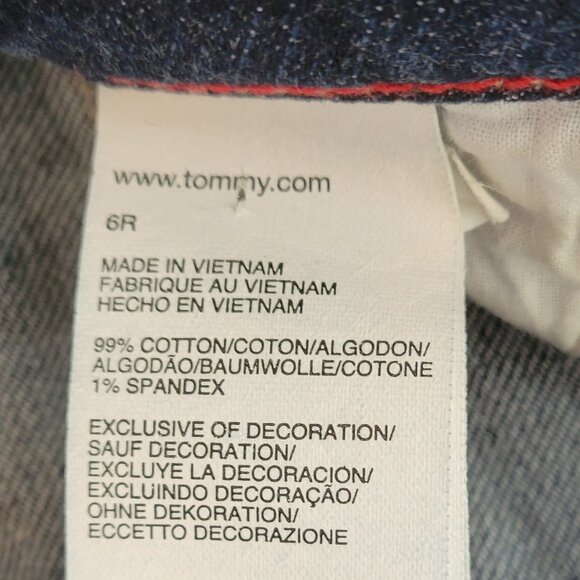 www.tommy.com
6R
MADE IN VIETNAM
FABRIQUE AU VIETNAM
HECHO EN VIETNAM
99% COTTON/COTON/ALGODON/
ALGODÃO/BAUMWOLLE/COTONE
1% SPANDEX
EXCLUSIVE OF DECORATION/
SAUF DECORATION/
EXCLUYE LA DECORACIÓN/
EXCLUINDO DECORAÇÃO/
OHNE DEKORATION/
ECCETTO DECORAZIONE